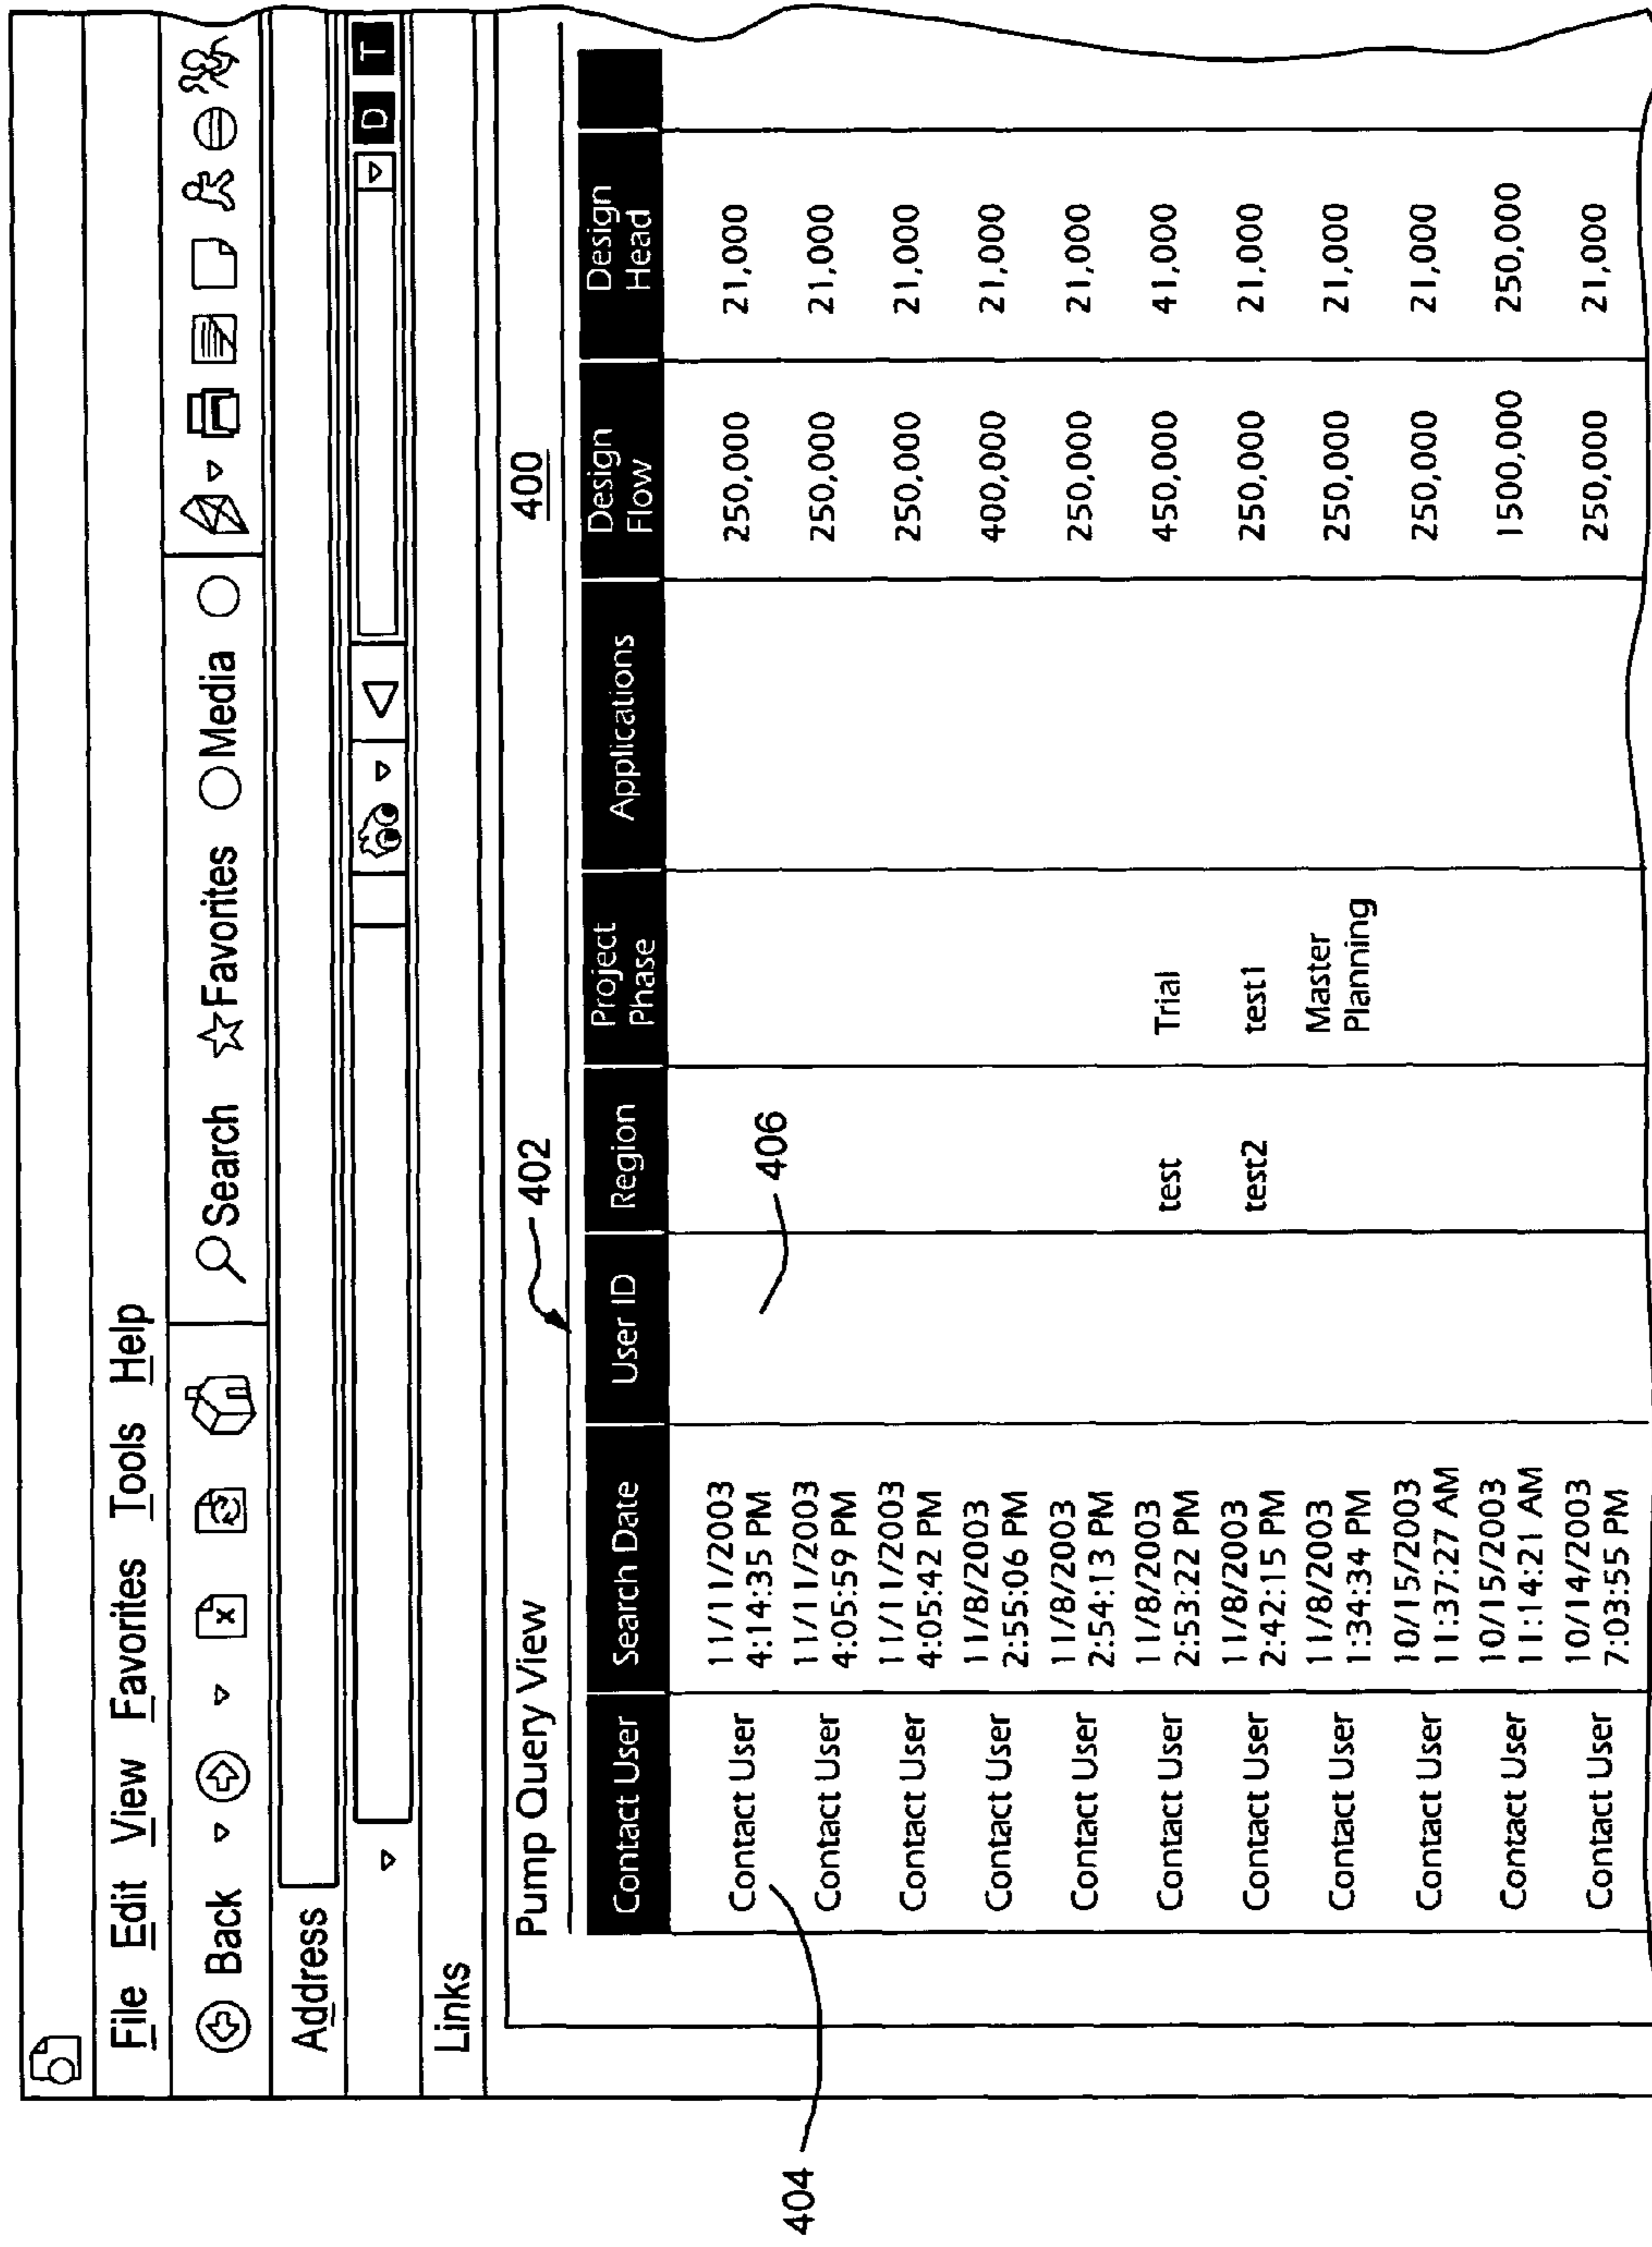 File Edit View Favorites Tools Help
Back Search Favorites Media
Address
D T
Links
Pump Query View 402 400
Contact User Search Date User ID Region Project Phase Applications Design Flow Design Head
Contact User 11/11/2003 4:14:35 PM 250,000 21,000
406
404
Contact User 11/11/2003 4:05:59 PM 250,000 21,000
Contact User 11/11/2003 4:05:42 PM 250,000 21,000
Contact User 11/8/2003 2:55:06 PM 400,000 21,000
Contact User 11/8/2003 2:54:13 PM 250,000 21,000
Contact User 11/8/2003 2:53:22 PM test Trial 450,000 41,000
Contact User 11/8/2003 2:42:15 PM test2 test1 250,000 21,000
Contact User 11/8/2003 1:34:34 PM Master Planning 250,000 21,000
Contact User 10/15/2003 11:37:27 AM 250,000 21,000
Contact User 10/15/2003 11:14:21 AM 1500,000 250,000
Contact User 10/14/2003 7:03:55 PM 250,000 21,000